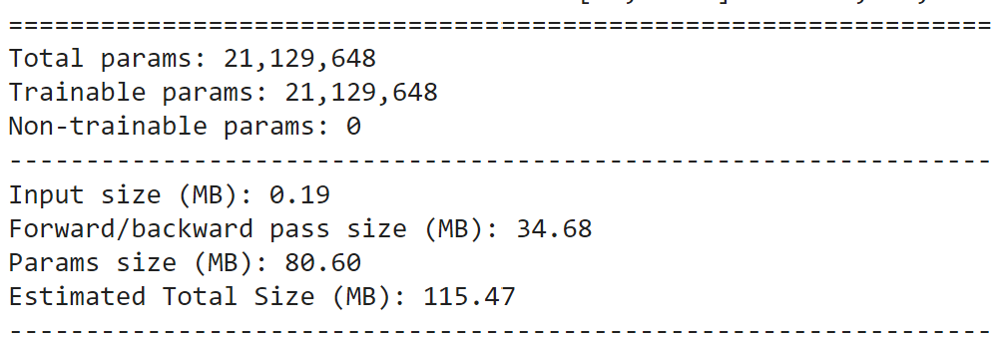 ================================================================
Total params: 21,129,648
Trainable params: 21,129,648
Non-trainable params: 0
----------------------------------------------------------------
Input size (MB): 0.19
Forward/backward pass size (MB): 34.68
Params size (MB): 80.60
Estimated Total Size (MB): 115.47
----------------------------------------------------------------